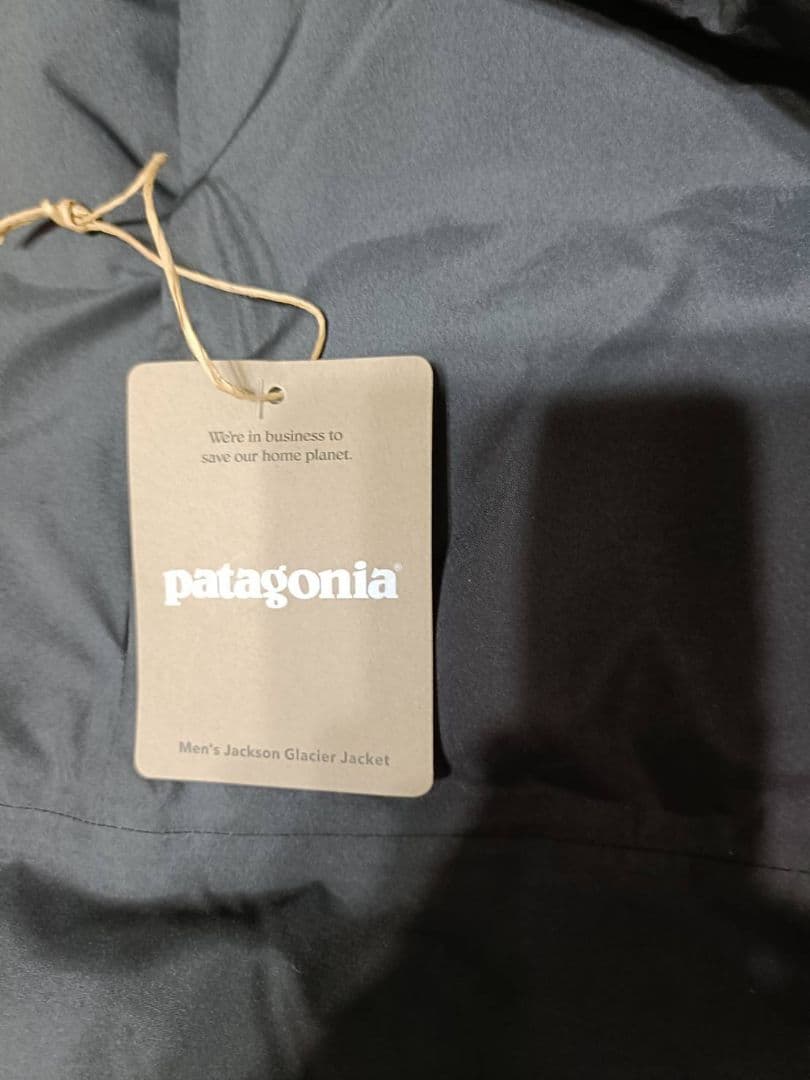 We're in business to
save our home planet.
patagonia®
Men's Jackson Glacier Jacket